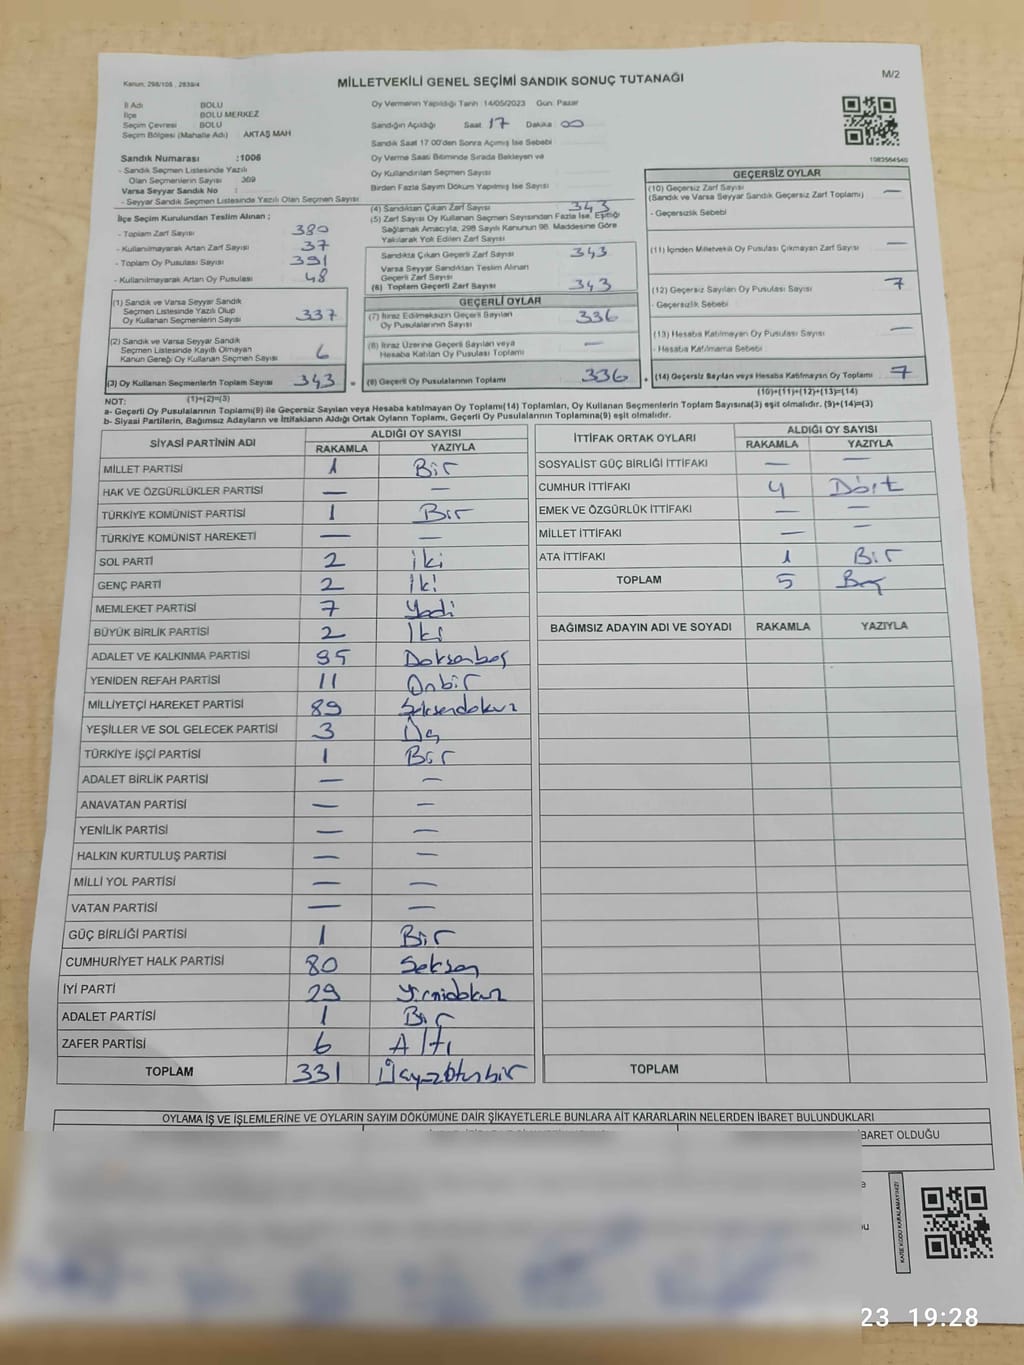 Kanun: 298/105 , 2839/4
MİLLETVEKİLİ GENEL SEÇİMİ SANDIK SONUÇ TUTANAĞI
M/2
İl Adı BOLU
İlçe BOLU MERKEZ
Seçim Çevresi BOLU
Seçim Bölgesi (Mahalle Adı) AKTAŞ MAH
Oy Vermenin Yapıldığı Tarih 14/05/2023 Gün: Pazar
Sandığın Açıldığı Saat 17 Dakika 00
Sandık Saat 17:00'den Sonra Açılmış İse Sebebi
Oy Verme Saati Bitiminde Sırada Bekleyen ve
Oy Kullandırılan Seçmen Sayısı
Birden Fazla Sayım Döküm Yapılmış İse Sayısı
1083564540
Sandık Numarası :1006
- Sandık Seçmen Listesinde Yazılı
Olan Seçmenlerin Sayısı 369
Varsa Seyyar Sandık No :
- Seyyar Sandık Seçmen Listesinde Yazılı Olan Seçmen Sayısı
İlçe Seçim Kurulundan Teslim Alınan ;
- Toplam Zarf Sayısı 380
- Kullanılmayarak Artan Zarf Sayısı 37
- Toplam Oy Pusulası Sayısı 391
- Kullanılmayarak Artan Oy Pusulası 48
(1) Sandık ve Varsa Seyyar Sandık
Seçmen Listesinde Yazılı Olup
Oy Kullanan Seçmenlerin Sayısı 337
(2) Sandık ve Varsa Seyyar Sandık
Seçmen Listesinde Kayıtlı Olmayan
Kanun Gereği Oy Kullanan Seçmen Sayısı 6
(3) Oy Kullanan Seçmenlerin Toplam Sayısı 343 =
(1)+(2)=(3)
(4) Sandıktan Çıkan Zarf Sayısı 343
(5) Zarf Sayısı Oy Kullanan Seçmen Sayısından Fazla İse, Eşitliği
Sağlamak Amacıyla, 298 Sayılı Kanunun 98. Maddesine Göre
Yakılarak Yok Edilen Zarf Sayısı
Sandıkta Çıkan Geçerli Zarf Sayısı 343
Varsa Seyyar Sandıktan Teslim Alınan
Geçerli Zarf Sayısı
(6) Toplam Geçerli Zarf Sayısı 343
GEÇERLİ OYLAR
(7) İtiraz Edilmeksizin Geçerli Sayılan
Oy Pusulalarının Sayısı 336
(8) İtiraz Üzerine Geçerli Sayılan veya
Hesaba Katılan Oy Pusulası Toplamı —
(9) Geçerli Oy Pusulalarının Toplamı 336 +
GEÇERSİZ OYLAR
(10) Geçersiz Zarf Sayısı
(Sandık ve Varsa Seyyar Sandık Geçersiz Zarf Toplamı) —
- Geçersizlik Sebebi
(11) İçinden Milletvekili Oy Pusulası Çıkmayan Zarf Sayısı —
(12) Geçersiz Sayılan Oy Pusulası Sayısı 7
- Geçersizlik Sebebi
(13) Hesaba Katılmayan Oy Pusulası Sayısı —
- Hesaba Katılmama Sebebi
(14) Geçersiz Sayılan veya Hesaba Katılmayan Oy Toplamı 7
(10)+(11)+(12)+(13)=(14)
NOT:
a- Geçerli Oy Pusulalarının Toplamı(9) ile Geçersiz Sayılan veya Hesaba katılmayan Oy Toplamı(14) Toplamları, Oy Kullanan Seçmenlerin Toplam Sayısına(3) eşit olmalıdır. (9)+(14)=(3)
b- Siyasi Partilerin, Bağımsız Adayların ve İttifakların Aldığı Ortak Oyların Toplamı, Geçerli Oy Pusulalarının Toplamına(9) eşit olmalıdır.
SİYASİ PARTİNİN ADI ALDIĞI OY SAYISI
RAKAMLA YAZIYLA
MİLLET PARTİSİ 1 Bir
HAK VE ÖZGÜRLÜKLER PARTİSİ — —
TÜRKİYE KOMÜNİST PARTİSİ 1 Bir
TÜRKİYE KOMÜNİST HAREKETİ — —
SOL PARTİ 2 iki
GENÇ PARTİ 2 İki
MEMLEKET PARTİSİ 7 Yedi
BÜYÜK BİRLİK PARTİSİ 2 İki
ADALET VE KALKINMA PARTİSİ 95 Doksanbeş
YENİDEN REFAH PARTİSİ 11 Onbir
MİLLİYETÇİ HAREKET PARTİSİ 89 Seksendokuz
YEŞİLLER VE SOL GELECEK PARTİSİ 3 Üç
TÜRKİYE İŞÇİ PARTİSİ 1 Bir
ADALET BİRLİK PARTİSİ — —
ANAVATAN PARTİSİ — —
YENİLİK PARTİSİ — —
HALKIN KURTULUŞ PARTİSİ — —
MİLLİ YOL PARTİSİ — —
VATAN PARTİSİ — —
GÜÇ BİRLİĞİ PARTİSİ 1 Bir
CUMHURİYET HALK PARTİSİ 80 Seksen
İYİ PARTİ 29 Yirmidokuz
ADALET PARTİSİ 1 Bir
ZAFER PARTİSİ 6 Altı
TOPLAM 331 Üçyüzotuzbir
İTTİFAK ORTAK OYLARI ALDIĞI OY SAYISI
RAKAMLA YAZIYLA
SOSYALİST GÜÇ BİRLİĞİ İTTİFAKI — —
CUMHUR İTTİFAKI 4 Dört
EMEK VE ÖZGÜRLÜK İTTİFAKI — —
MİLLET İTTİFAKI — —
ATA İTTİFAKI 1 Bir
TOPLAM 5 Beş
BAĞIMSIZ ADAYIN ADI VE SOYADI RAKAMLA YAZIYLA
TOPLAM
OYLAMA İŞ VE İŞLEMLERİNE VE OYLARIN SAYIM DÖKÜMÜNE DAİR ŞİKAYETLERLE BUNLARA AİT KARARLARIN NELERDEN İBARET BULUNDUKLARI
İBARET OLDUĞU
KARE KODU KARALAMAYINIZ!
23 19:28